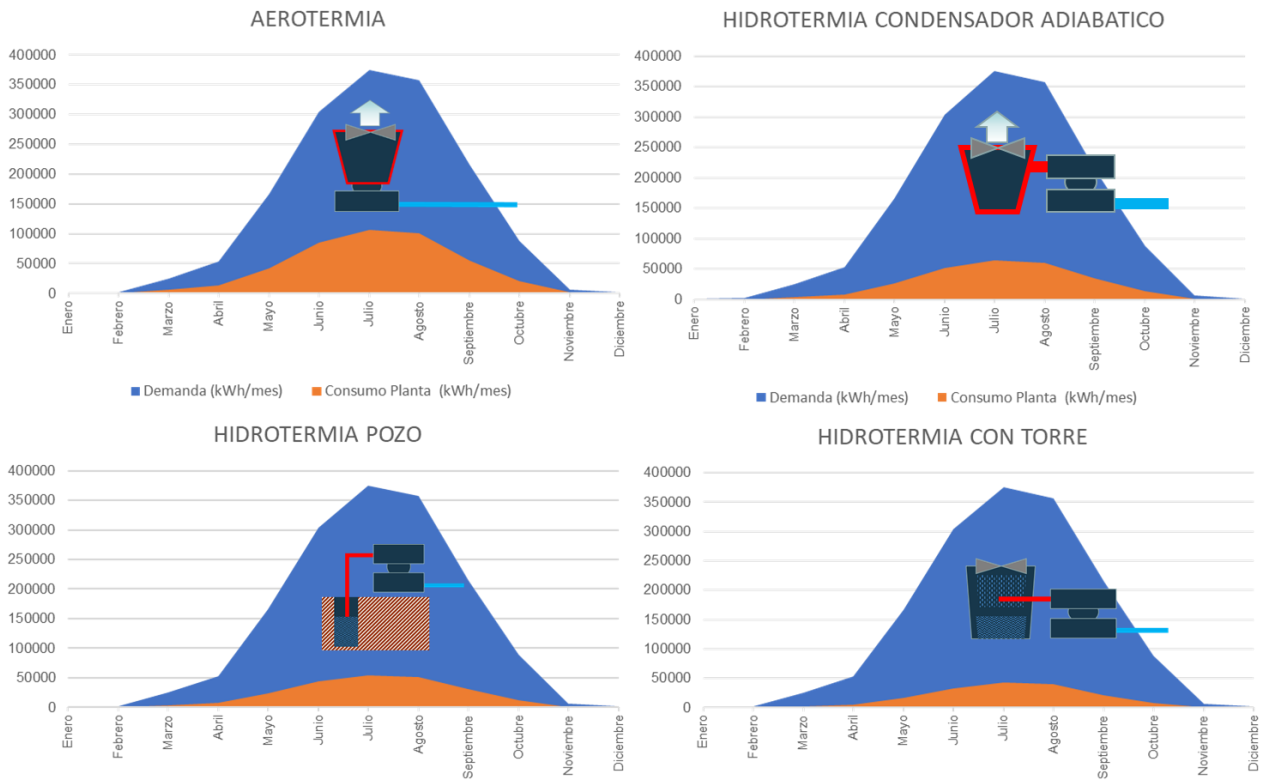 AEROTERMIA
400000
350000
300000
250000
200000
150000
100000
50000
0
Enero
Febrero
Marzo
Abril
Mayo
Junio
Julio
Agosto
Septiembre
Octubre
Noviembre
Diciembre
Demanda (kWh/mes) Consumo Planta (kWh/mes)
HIDROTERMIA CONDENSADOR ADIABATICO
400000
350000
300000
250000
200000
150000
100000
50000
0
Enero
Febrero
Marzo
Abril
Mayo
Junio
Julio
Agosto
Septiembre
Octubre
Noviembre
Diciembre
Demanda (kWh/mes) Consumo Planta (kWh/mes)
HIDROTERMIA POZO
400000
350000
300000
250000
200000
150000
100000
50000
0
Enero
Febrero
Marzo
Abril
Mayo
Junio
Julio
Agosto
Septiembre
Octubre
Noviembre
Diciembre
HIDROTERMIA CON TORRE
400000
350000
300000
250000
200000
150000
100000
50000
0
Enero
Febrero
Marzo
Abril
Mayo
Junio
Julio
Agosto
Septiembre
Octubre
Noviembre
Diciembre